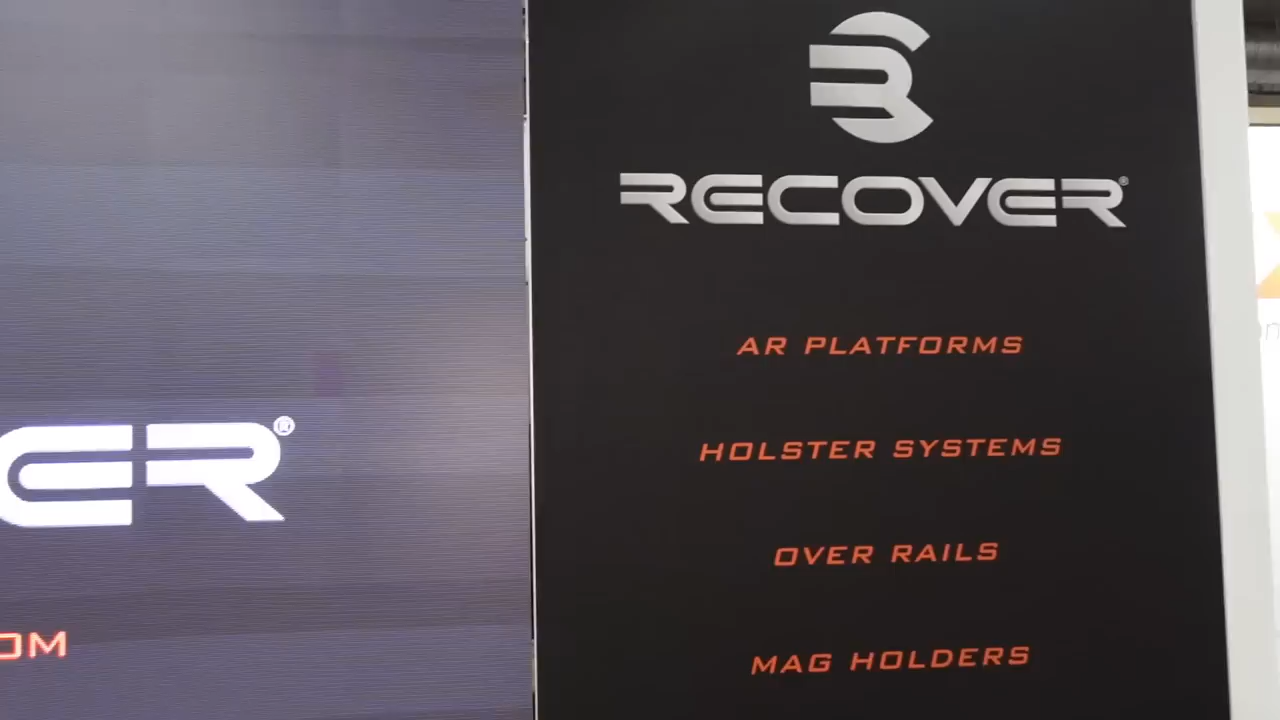 RECOVER®
AR PLATFORMS
HOLSTER SYSTEMS
OVER RAILS
MAG HOLDERS
ER®
OM